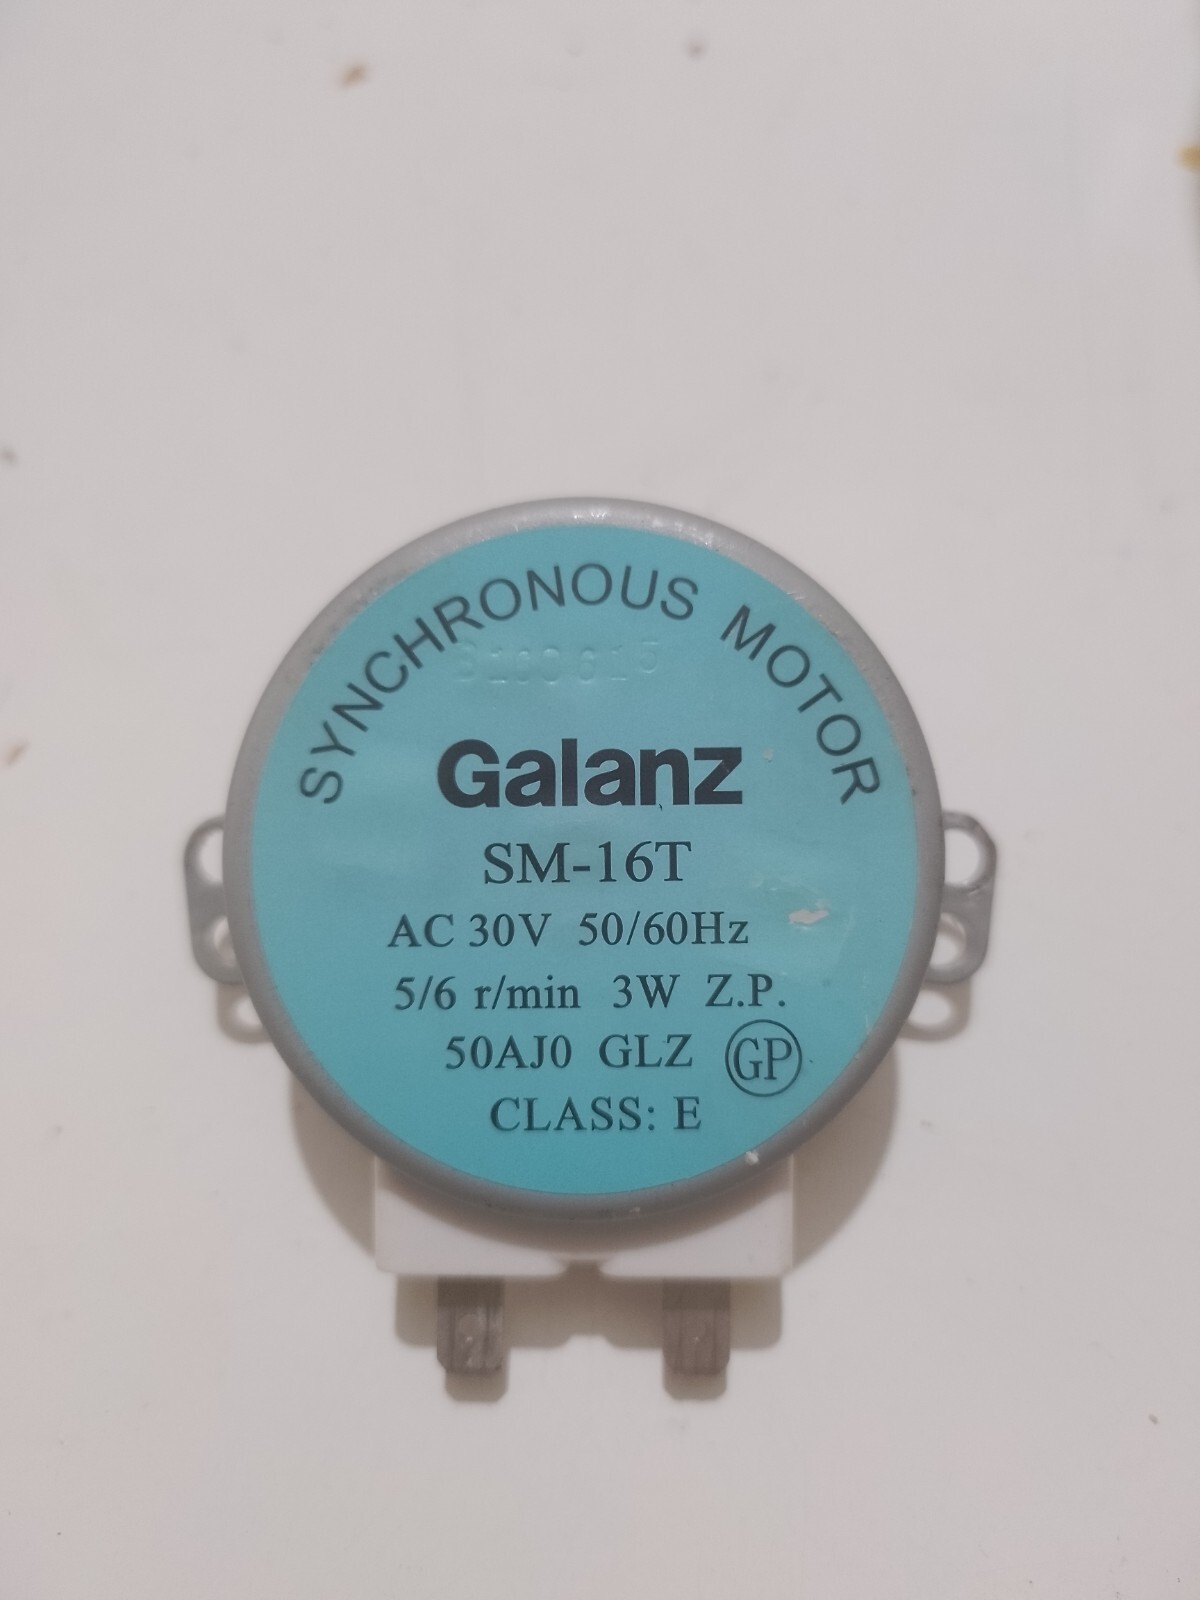 SYNCHRONOUS MOTOR
Galanz
SM-16T
AC 30V 50/60Hz
5/6 r/min 3W Z.P.
50AJ0 GLZ GP
CLASS: E